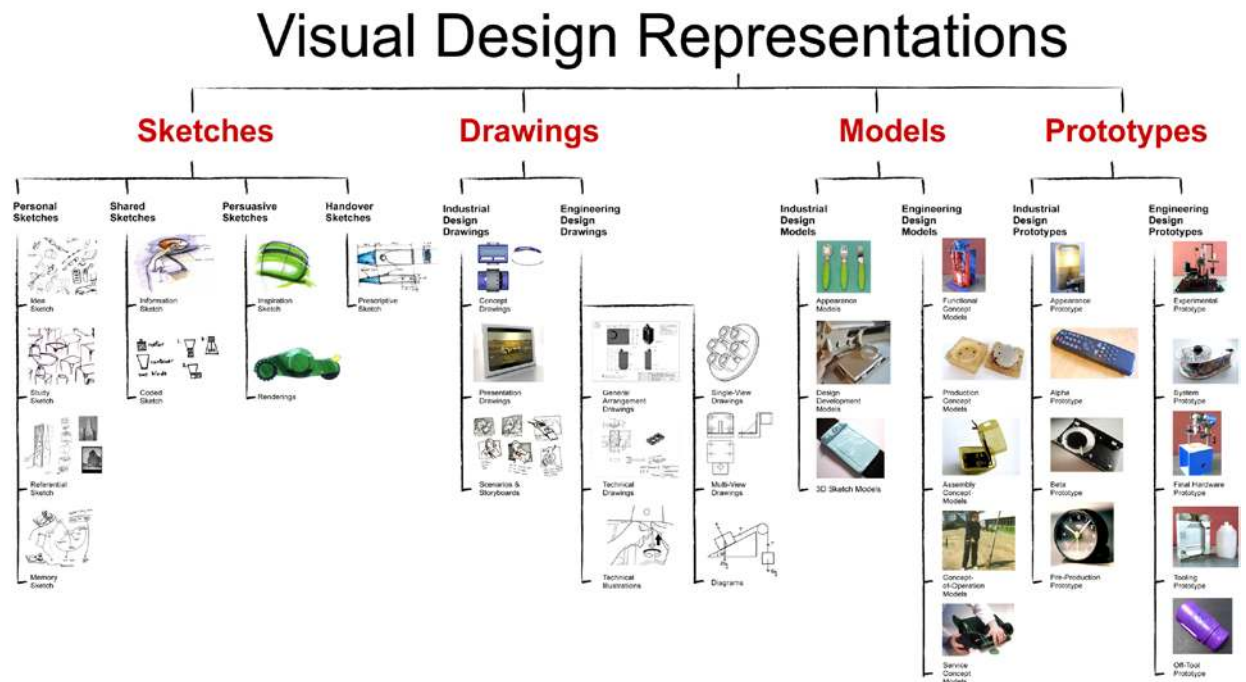 Visual Design Representations
Sketches
Drawings
Models
Prototypes
Personal
Sketches
Shared
Sketches
Persuasive
Sketches
Handover
Sketches
Industrial
Design
Drawings
Engineering
Design
Drawings
Industrial
Design
Models
Engineering
Design
Models
Industrial
Design
Prototypes
Engineering
Design
Prototypes
Idea
Sketch
Information
Sketch
Inspiration
Sketch
Prescriptive
Sketch
Concept
Drawings
Appearance
Models
Functional
Concept
Models
Appearance
Prototype
Experimental
Prototype
Study
Sketch
Coded
Sketch
Renderings
Presentation
Drawings
General
Arrangement
Drawings
Single-View
Drawings
Design
Development
Models
Production
Concept
Models
Alpha
Prototype
System
Prototype
Referential
Sketch
Scenarios &
Storyboards
Technical
Drawings
Multi-View
Drawings
3D Sketch Models
Assembly
Concept
Models
Beta
Prototype
Final Hardware
Prototype
Memory
Sketch
Technical
Illustrations
Diagrams
Concept-
of-Operation
Models
Pre-Production
Prototype
Tooling
Prototype
Service
Concept
Models
Off-Tool
Prototype